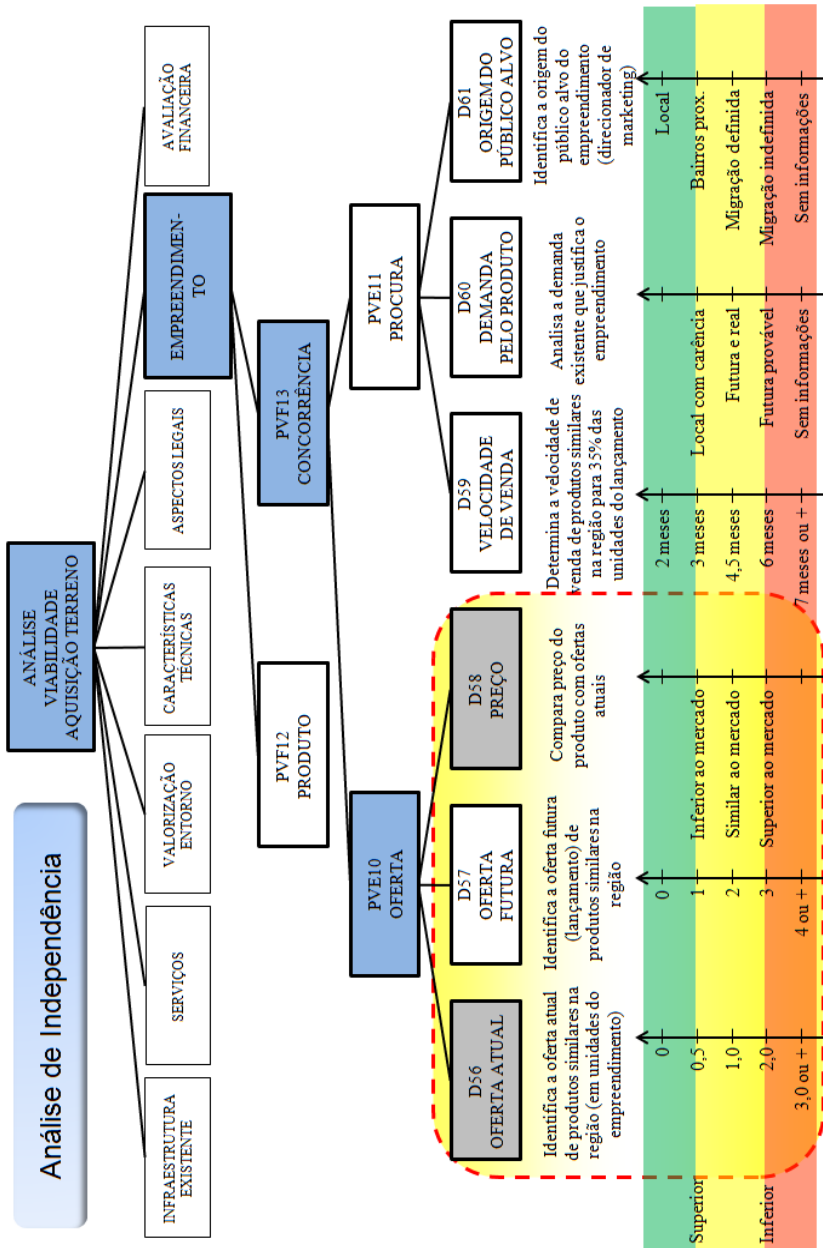 Análise de Independência
ANÁLISE
VIABILIDADE
AQUISIÇÃO TERRENO
INFRAESTRUTURA
EXISTENTE
SERVIÇOS
VALORIZAÇÃO
ENTORNO
CARACTERÍSTICAS
TÉCNICAS
ASPECTOS LEGAIS
EMPREENDIMEN-
TO
AVALIAÇÃO
FINANCEIRA
PVF12
PRODUTO
PVF13
CONCORRÊNCIA
PVE10
OFERTA
PVE11
PROCURA
D56
OFERTA ATUAL
D57
OFERTA
FUTURA
D58
PREÇO
D59
VELOCIDADE
DE VENDA
D60
DEMANDA
PELO PRODUTO
D61
ORIGEM DO
PÚBLICO ALVO
Identifica a oferta atual
de produtos similares na
região (em unidades do
empreendimento)
Identifica a oferta futura
(lançamento) de
produtos similares na
região
Compara preço do
produto com ofertas
atuais
Determina a velocidade de
venda de produtos similares
na região para 35% das
unidades do lançamento
Analisa a demanda
existente que justifica o
empreendimento
Identifica a origem do
público alvo do
empreendimento
(direcionador de
marketing)
Superior
Inferior
0
0,5
1,0
2,0
3,0 ou +
0
1
2
3
4 ou +
Inferior ao mercado
Similar ao mercado
Superior ao mercado
2 meses
3 meses
4,5 meses
6 meses
7 meses ou +
Local com carência
Futura e real
Futura provável
Sem informações
Local
Bairros prox.
Migração definida
Migração indefinida
Sem informações